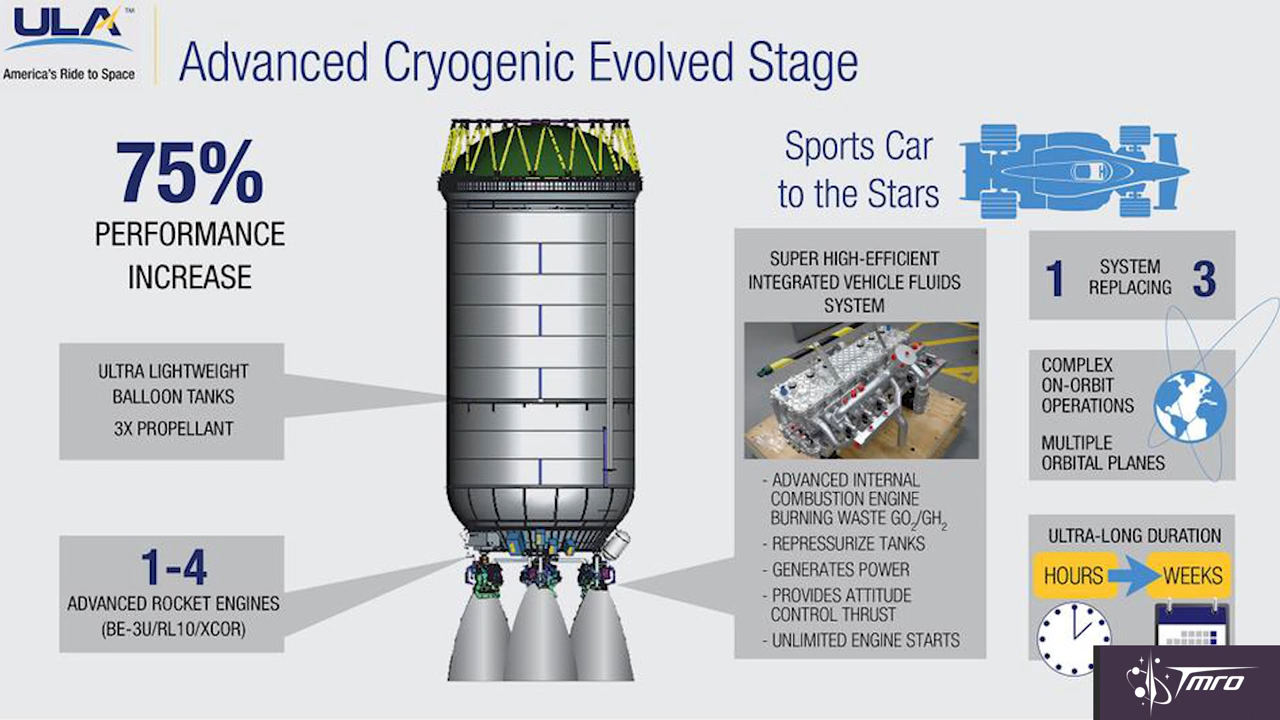 ULA™
America's Ride to Space
Advanced Cryogenic Evolved Stage
75%
PERFORMANCE
INCREASE
ULTRA LIGHTWEIGHT
BALLOON TANKS
3X PROPELLANT
1-4
ADVANCED ROCKET ENGINES
(BE-3U/RL10/XCOR)
Sports Car
to the Stars
SUPER HIGH-EFFICIENT
INTEGRATED VEHICLE FLUIDS
SYSTEM
- ADVANCED INTERNAL
COMBUSTION ENGINE
BURNING WASTE GO₂/GH₂
- REPRESSURIZE TANKS
- GENERATES POWER
- PROVIDES ATTITUDE
CONTROL THRUST
- UNLIMITED ENGINE STARTS
1 SYSTEM REPLACING 3
COMPLEX
ON-ORBIT
OPERATIONS
MULTIPLE
ORBITAL PLANES
ULTRA-LONG DURATION
HOURS WEEKS
TMRO